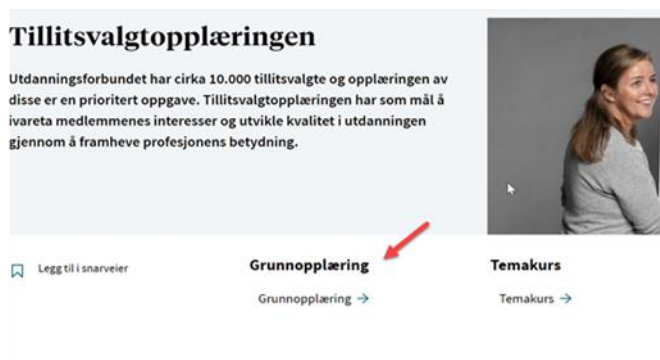 Tillitsvalgtopplæringen
Utdanningsforbundet har cirka 10.000 tillitsvalgte og opplæringen av
disse er en prioritert oppgave. Tillitsvalgtopplæringen har som mål å
ivareta medlemmenes interesser og utvikle kvalitet i utdanningen
gjennom å framheve profesjonens betydning.
Legg til i snarveier
Grunnopplæring
Grunnopplæring →
Temakurs
Temakurs →